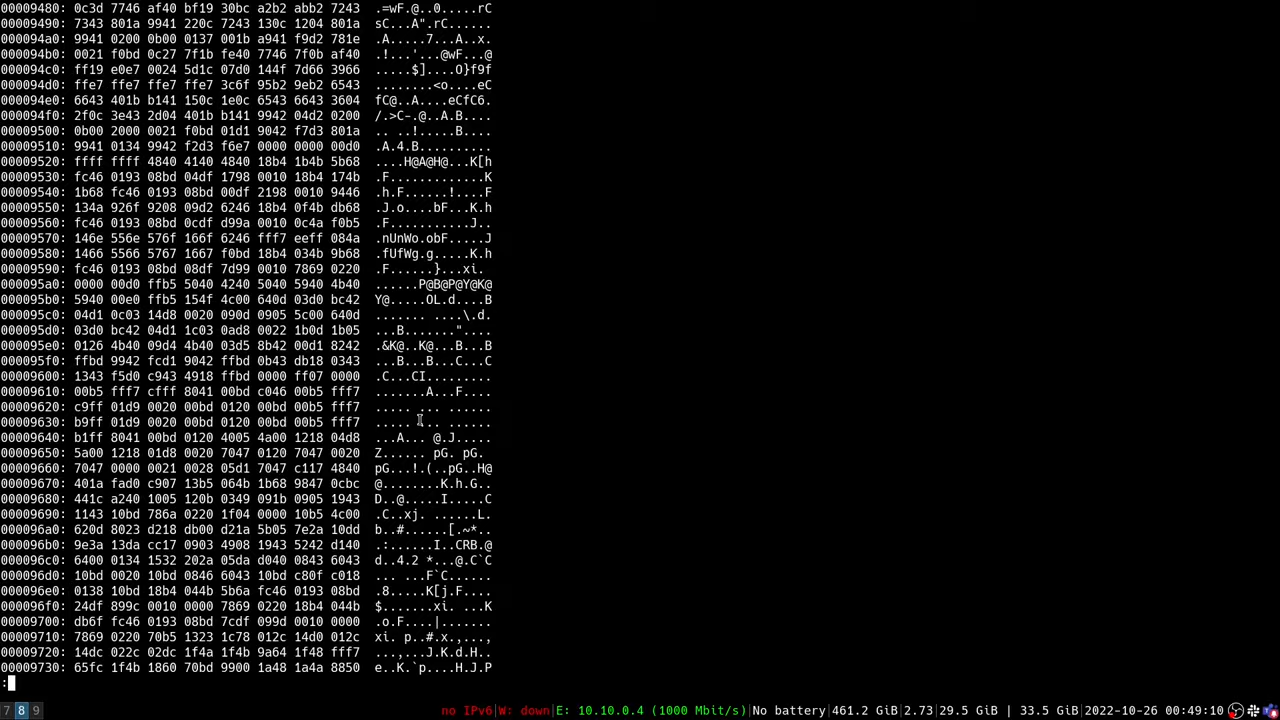 00009480: 0c3d 7746 af40 bf19 30bc a2b2 abb2 7243  .=wF.@..0.....rC
00009490: 7343 801a 9941 220c 7243 130c 1204 801a  sC...A".rC......
000094a0: 9941 0200 0b00 0137 001b a941 f9d2 781e  .A.....7...A..x.
000094b0: 0021 f0bd 0c27 7f1b fe40 7746 7f0b af40  .!...'...@wF...@
000094c0: ff19 e0e7 0024 5d1c 07d0 144f 7d66 3966  .....$]....O}f9f
000094d0: ffe7 ffe7 ffe7 ffe7 3c6f 95b2 9eb2 6543  ........<o....eC
000094e0: 6643 401b b141 150c 1e0c 6543 6643 3604  fC@..A....eCfC6.
000094f0: 2f0c 3e43 2d04 401b b141 9942 04d2 0200  /.>C-.@..A.B....
00009500: 0b00 2000 0021 f0bd 01d1 9042 f7d3 801a  .. ..!.....B....
00009510: 9941 0134 9942 f2d3 f6e7 0000 0000 00d0  .A.4.B..........
00009520: ffff ffff 4840 4140 4840 18b4 1b4b 5b68  ....H@A@H@...K[h
00009530: fc46 0193 08bd 04df 1798 0010 18b4 174b  .F.............K
00009540: 1b68 fc46 0193 08bd 00df 2198 0010 9446  .h.F......!....F
00009550: 134a 926f 9208 09d2 6246 18b4 0f4b db68  .J.o....bF...K.h
00009560: fc46 0193 08bd 0cdf d99a 0010 0c4a f0b5  .F...........J..
00009570: 146e 556e 576f 166f 6246 fff7 eeff 084a  .nUnWo.obF.....J
00009580: 1466 5566 5767 1667 f0bd 18b4 034b 9b68  .fUfWg.g.....K.h
00009590: fc46 0193 08bd 08df 7d99 0010 7869 0220  .F......}...xi.
000095a0: 0000 00d0 ffb5 5040 4240 5040 5940 4b40  ......P@B@P@Y@K@
000095b0: 5940 00e0 ffb5 154f 4c00 640d 03d0 bc42  Y@.....OL.d....B
000095c0: 04d1 0c03 14d8 0020 090d 0905 5c00 640d  ....... ....\.d.
000095d0: 03d0 bc42 04d1 1c03 0ad8 0022 1b0d 1b05  ...B......."....
000095e0: 0126 4b40 09d4 4b40 03d5 8b42 00d1 8242  .&K@..K@...B...B
000095f0: ffbd 9942 fcd1 9042 ffbd 0b43 db18 0343  ...B...B...C...C
00009600: 1343 f5d0 c943 4918 ffbd 0000 ff07 0000  .C...CI.........
00009610: 00b5 fff7 cfff 8041 00bd c046 00b5 fff7  .......A...F....
00009620: c9ff 01d9 0020 00bd 0120 00bd 00b5 fff7  ..... ... ......
00009630: b9ff 01d9 0020 00bd 0120 00bd 00b5 fff7  ..... ... ......
00009640: b1ff 8041 00bd 0120 4005 4a00 1218 04d8  ...A... @.J.....
00009650: 5a00 1218 01d8 0020 7047 0120 7047 0020  Z...... pG. pG.
00009660: 7047 0000 0021 0028 05d1 7047 c117 4840  pG...!.(..pG..H@
00009670: 401a fad0 c907 13b5 064b 1b68 9847 0cbc  @........K.h.G..
00009680: 441c a240 1005 120b 0349 091b 0905 1943  D..@.....I.....C
00009690: 1143 10bd 786a 0220 1f04 0000 10b5 4c00  .C..xj. ......L.
000096a0: 620d 8023 d218 db00 d21a 5b05 7e2a 10dd  b..#......[.~*..
000096b0: 9e3a 13da cc17 0903 4908 1943 5242 d140  .:......I..CRB.@
000096c0: 6400 0134 1532 202a 05da d040 0843 6043  d..4.2 *...@.C`C
000096d0: 10bd 0020 10bd 0846 6043 10bd c80f c018  ... ...F`C......
000096e0: 0138 10bd 18b4 044b 5b6a fc46 0193 08bd  .8.....K[j.F....
000096f0: 24df 899c 0010 0000 7869 0220 18b4 044b  $.......xi. ...K
00009700: db6f fc46 0193 08bd 7cdf 099d 0010 0000  .o.F....|.......
00009710: 7869 0220 70b5 1323 1c78 012c 14d0 012c  xi. p..#.x.,...,
00009720: 14dc 022c 02dc 1f4a 1f4b 9a64 1f48 fff7  ...,...J.K.d.H..
00009730: 65fc 1f4b 1860 70bd 9900 1a48 1a4a 8850  e..K.`p....H.J.P
:
7 8 9 no IPv6|W: down|E: 10.10.0.4 (1000 Mbit/s)|No battery|461.2 GiB|2.73|29.5 GiB | 33.5 GiB|2022-10-26 00:49:10